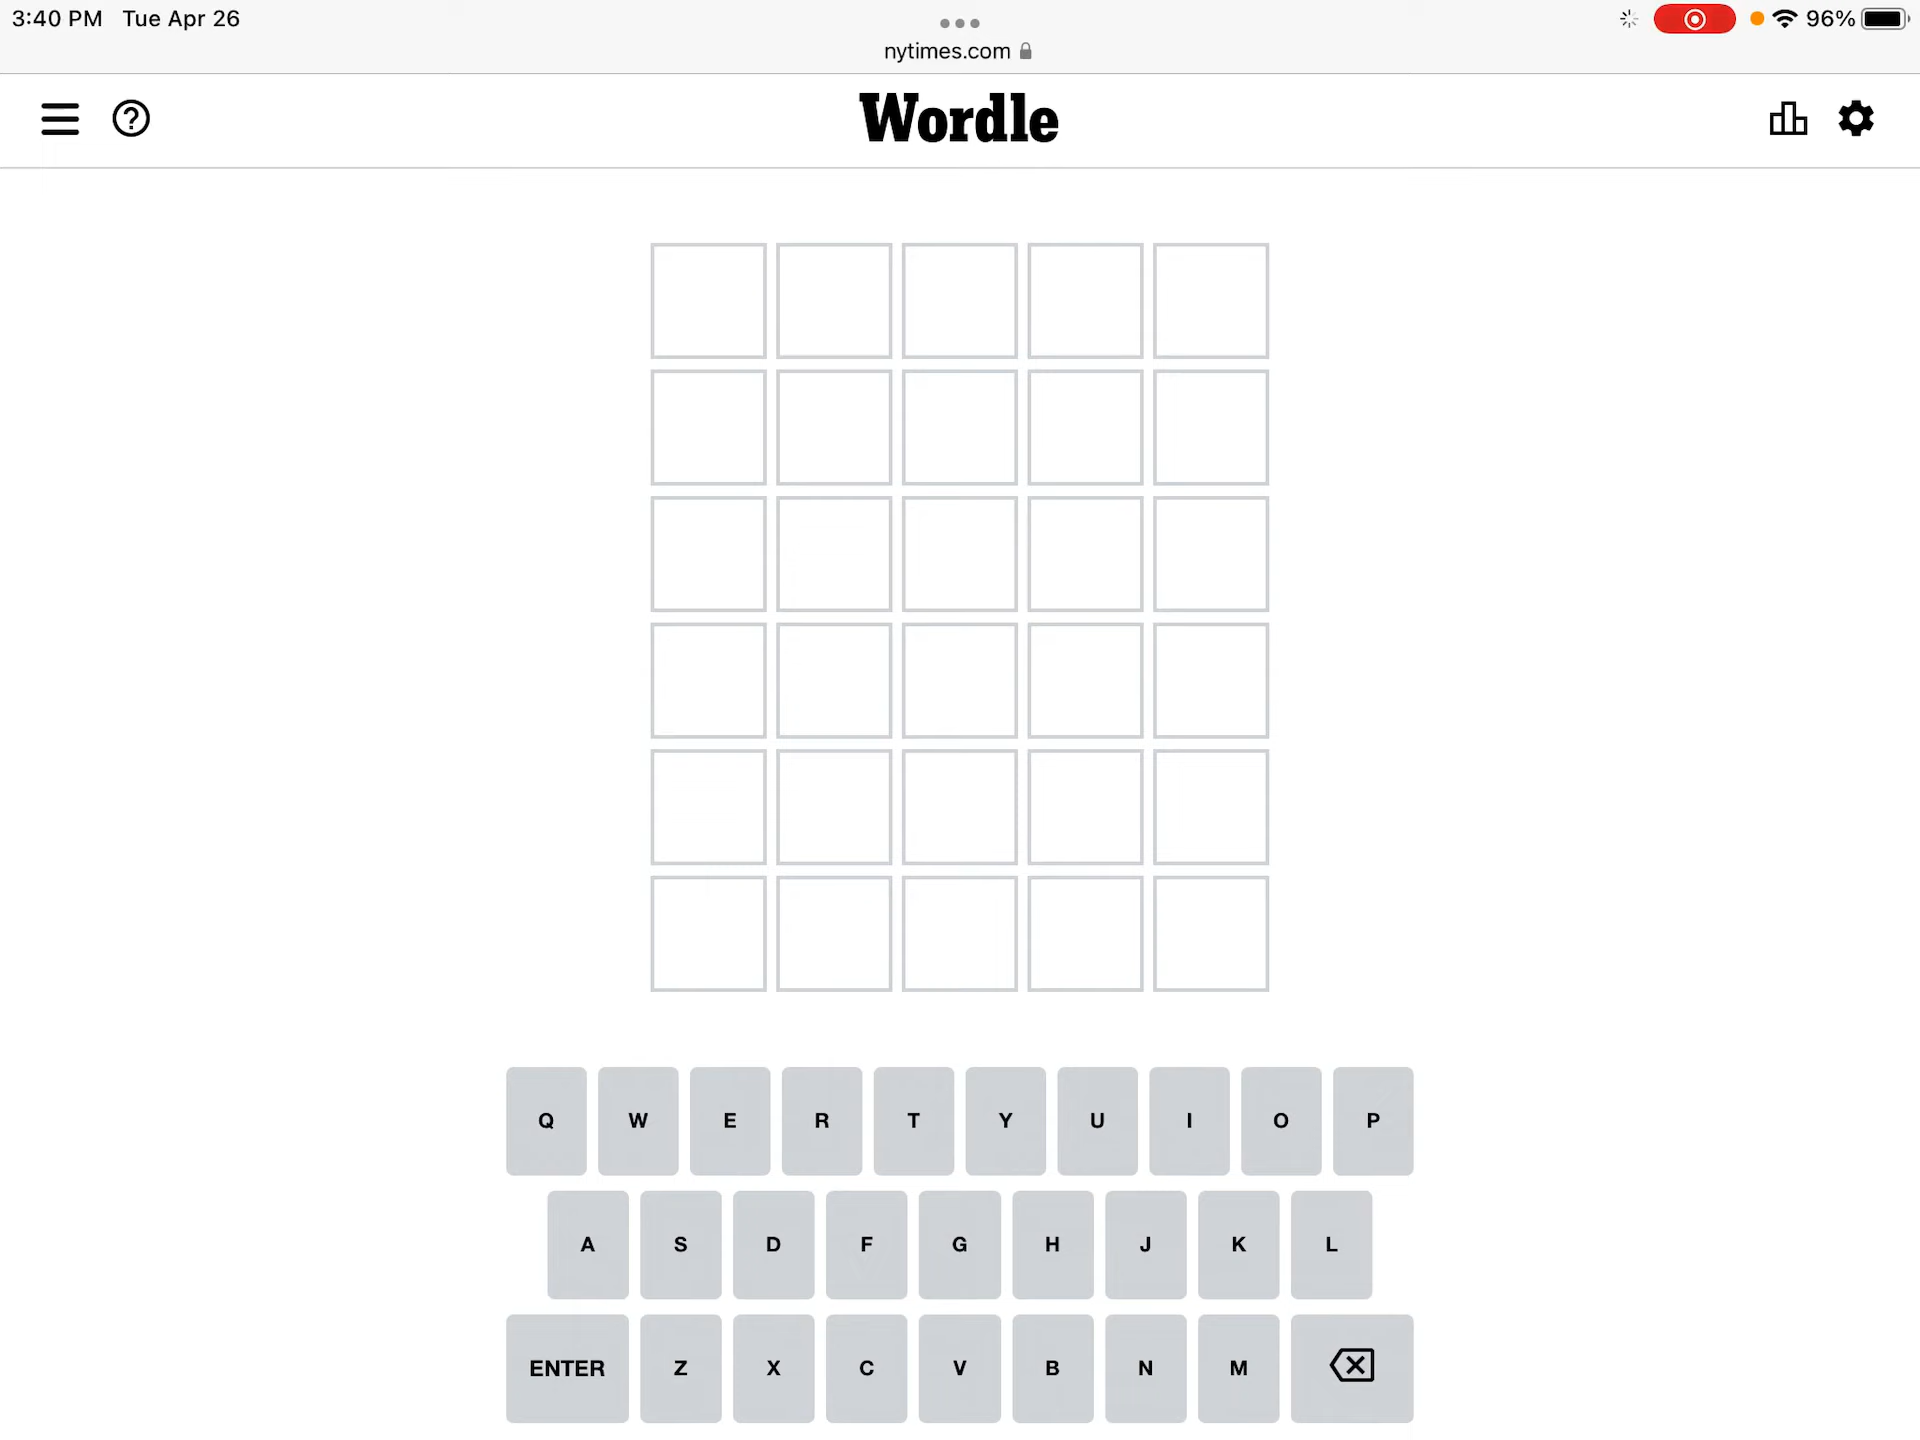 3:40 PM Tue Apr 26
96%
nytimes.com
Wordle
Q W E R T Y U I O P
A S D F G H J K L
ENTER Z X C V B N M